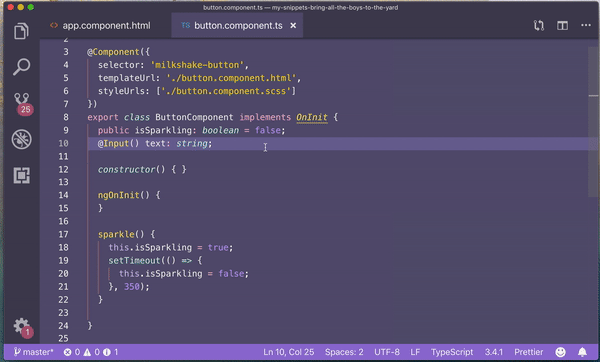 button.component.ts — my-snippets-bring-all-the-boys-to-the-yard
<> app.component.html TS button.component.ts ×
2
3 @Component({
4 selector: 'milkshake-button',
5 templateUrl: './button.component.html',
6 styleUrls: ['./button.component.scss']
7 })
8 export class ButtonComponent implements OnInit {
9 public isSparkling: boolean = false;
10 @Input() text: string;
11
12 constructor() { }
13
14 ngOnInit() {
15 }
16
17 sparkle() {
18 this.isSparkling = true;
19 setTimeout(() => {
20 this.isSparkling = false;
21 }, 350);
22 }
23
24 }
25
25
1
master* 0 0 1 Ln 10, Col 25 Spaces: 2 UTF-8 LF TypeScript 3.4.1 Prettier